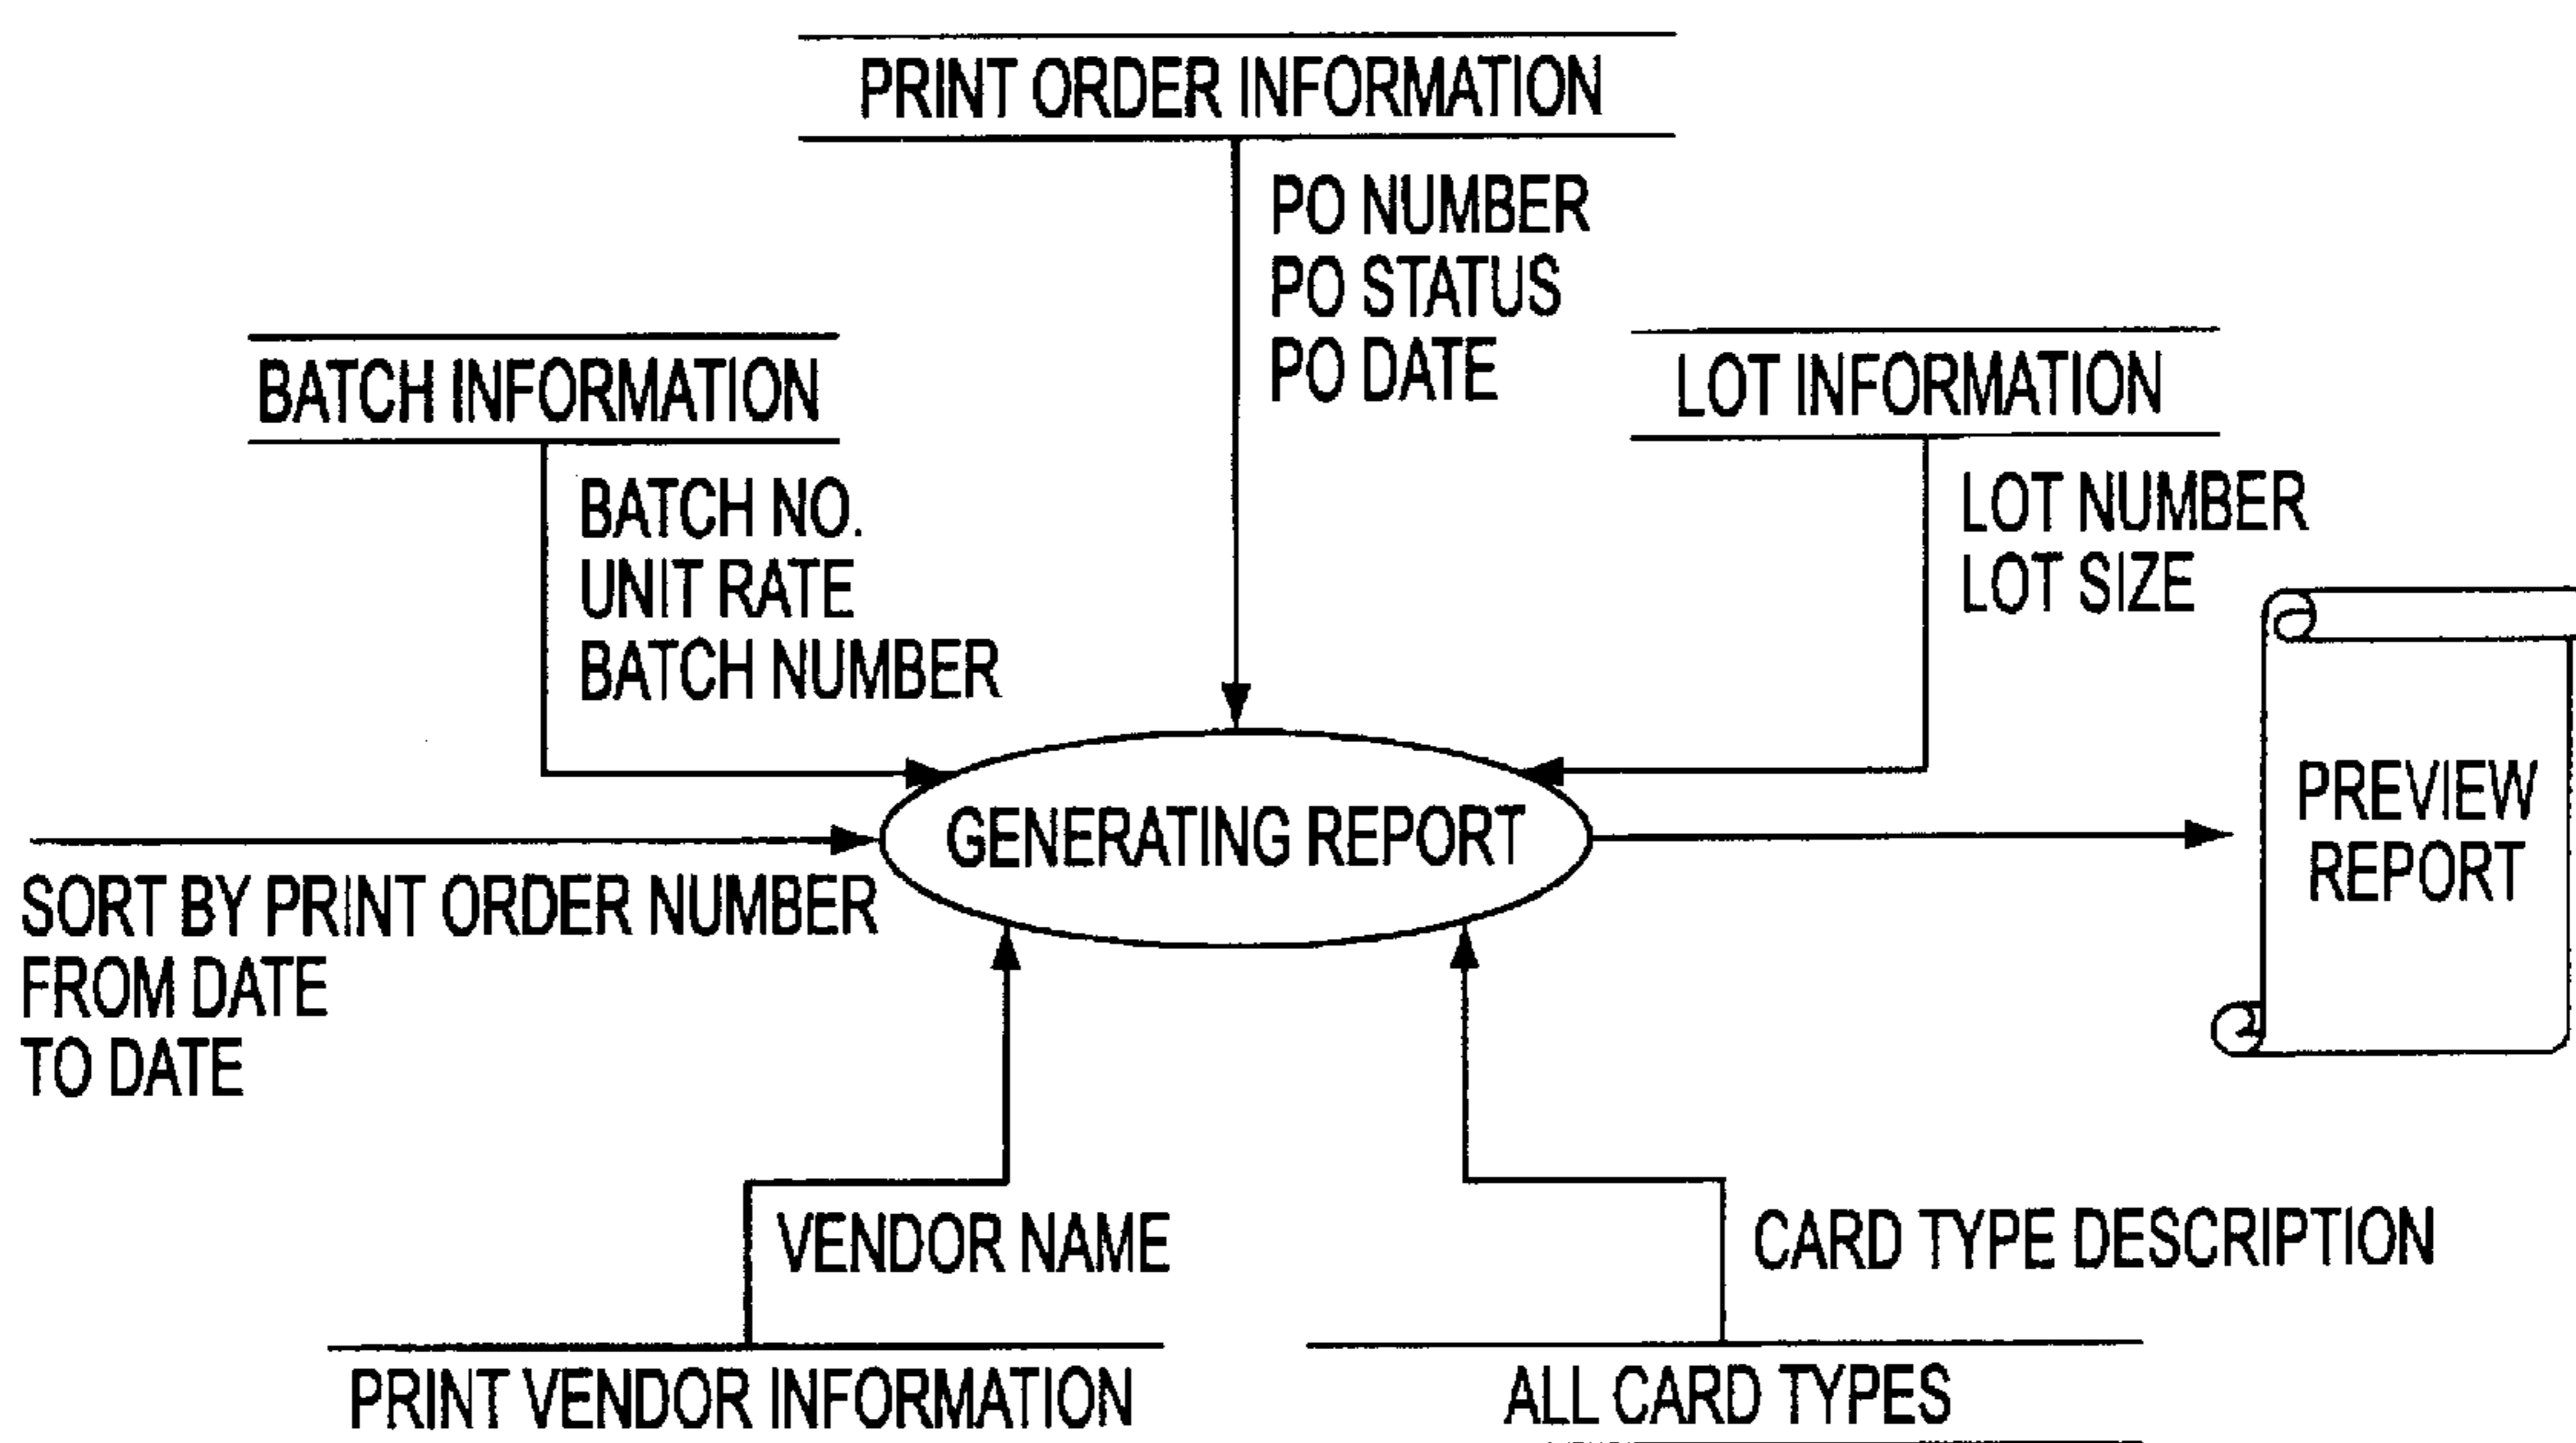 PRINT ORDER INFORMATION
PO NUMBER
PO STATUS
PO DATE
BATCH INFORMATION
BATCH NO.
UNIT RATE
BATCH NUMBER
LOT INFORMATION
LOT NUMBER
LOT SIZE
GENERATING REPORT
PREVIEW
REPORT
SORT BY PRINT ORDER NUMBER
FROM DATE
TO DATE
VENDOR NAME
PRINT VENDOR INFORMATION
CARD TYPE DESCRIPTION
ALL CARD TYPES